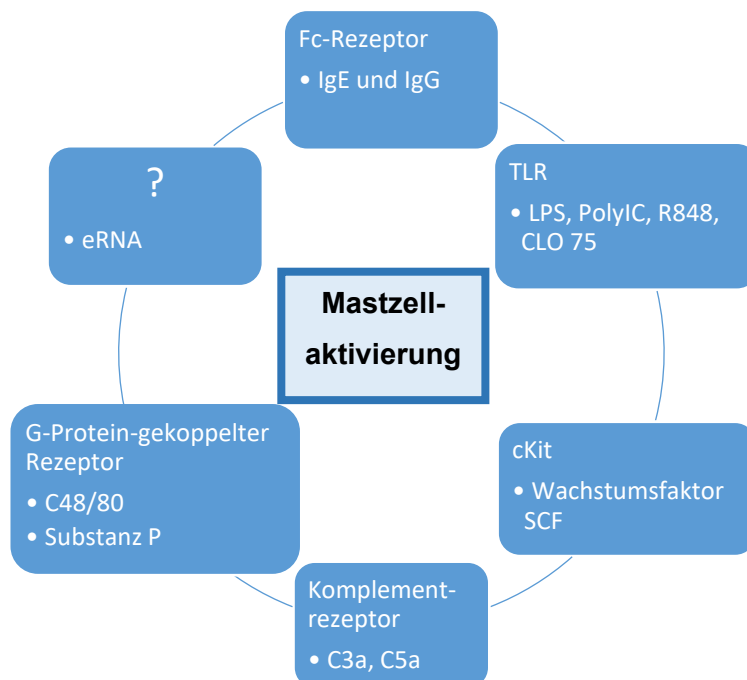 Fc-Rezeptor
• IgE und IgG
TLR
• LPS, PolyIC, R848,
CLO 75
cKit
• Wachstumsfaktor
SCF
Komplement-
rezeptor
• C3a, C5a
G-Protein-gekoppelter
Rezeptor
• C48/80
• Substanz P
?
• eRNA
Mastzell-
aktivierung